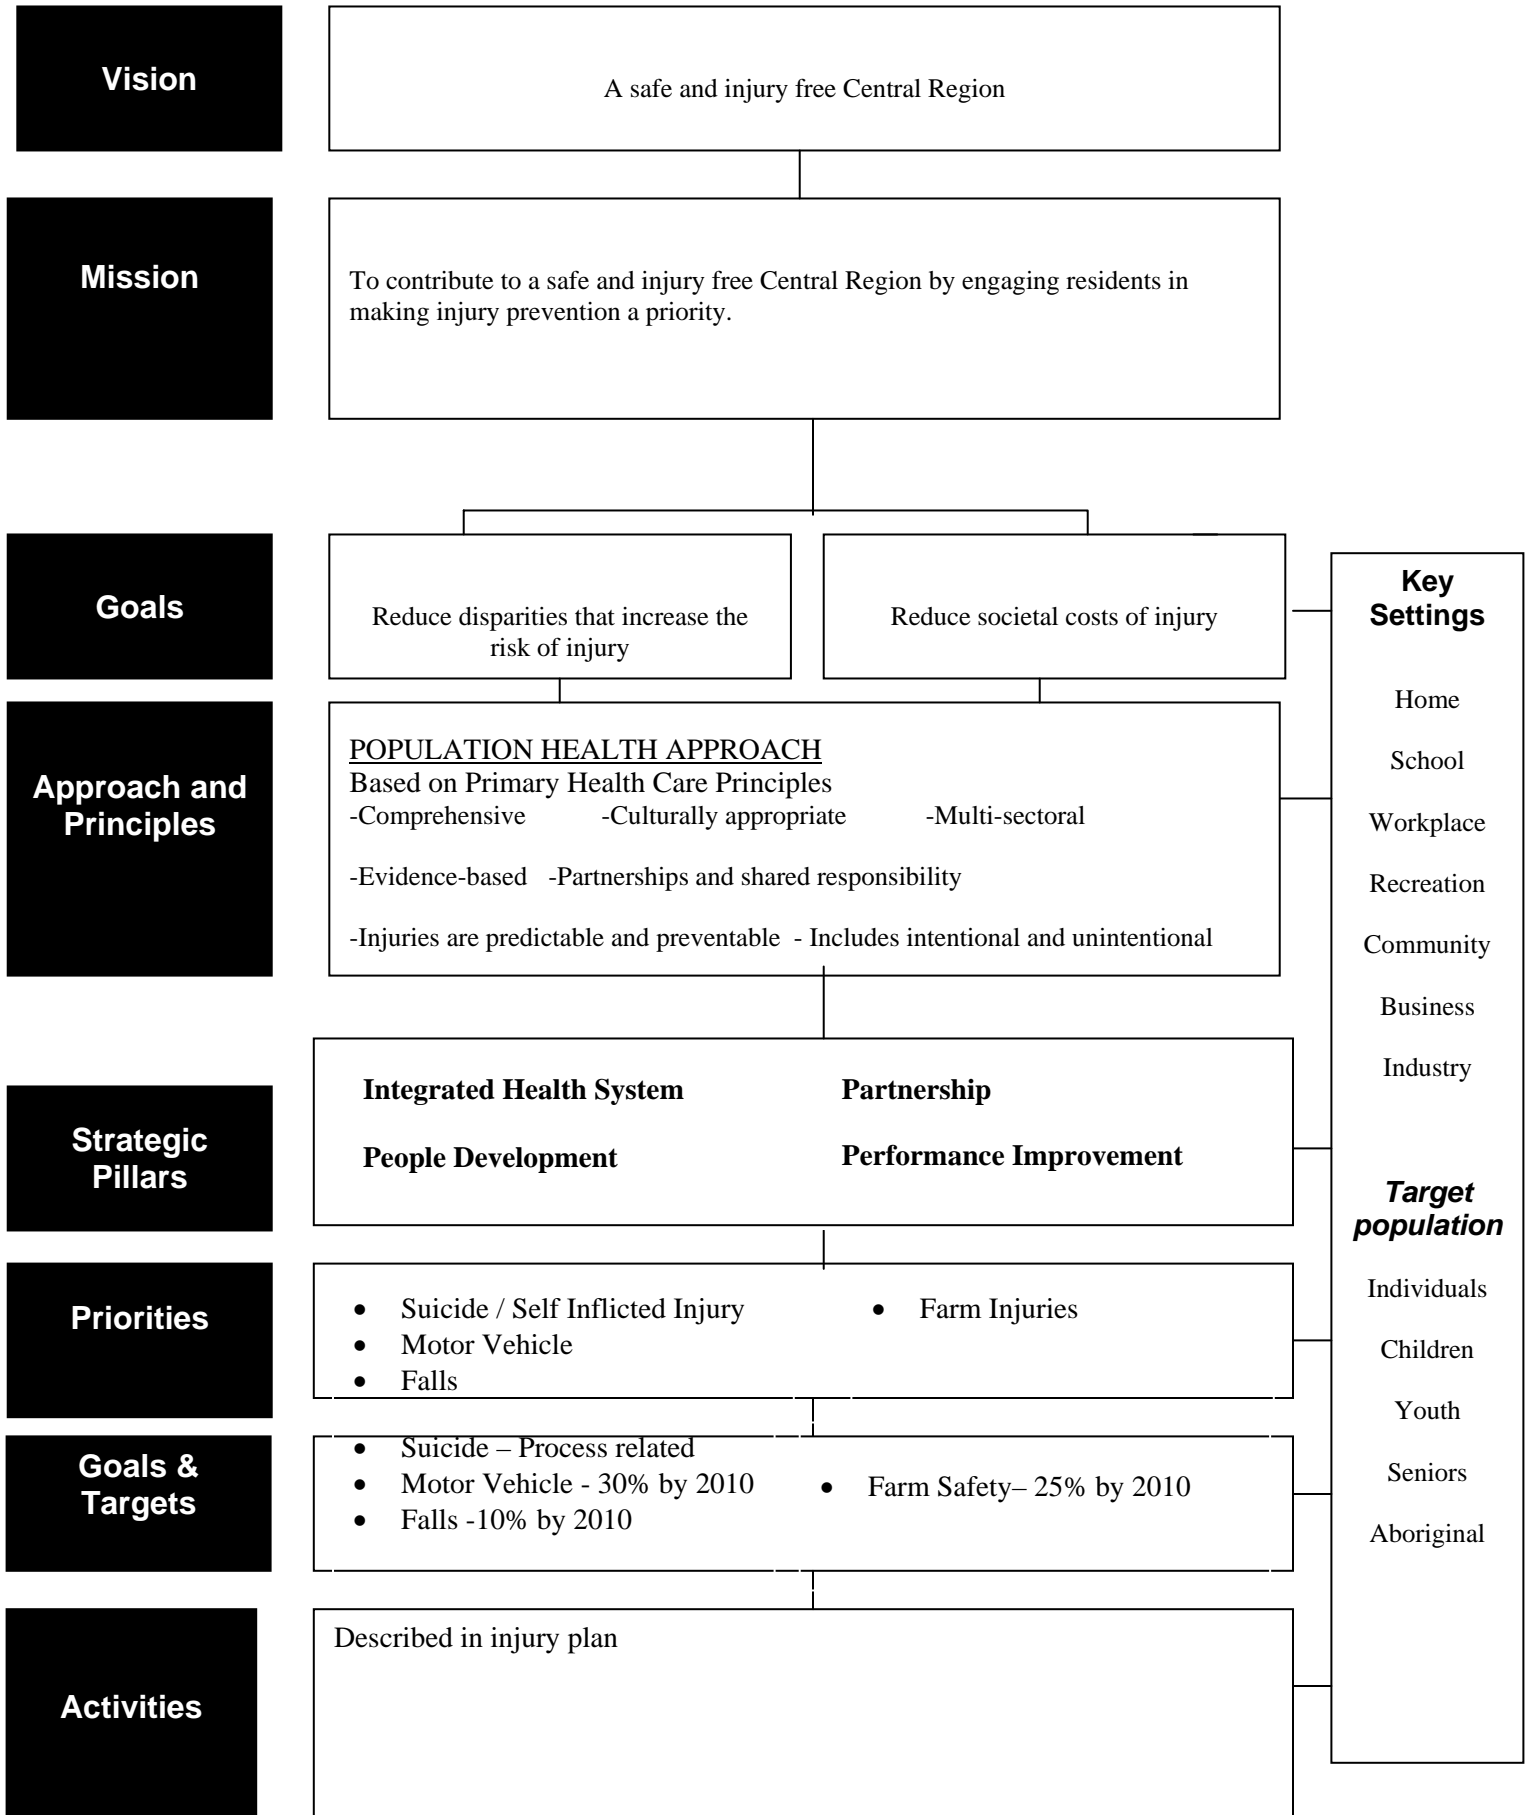 Vision
A safe and injury free Central Region
Mission
To contribute to a safe and injury free Central Region by engaging residents in
making injury prevention a priority.
Goals
Reduce disparities that increase the
risk of injury
Reduce societal costs of injury
Approach and
Principles
POPULATION HEALTH APPROACH
Based on Primary Health Care Principles
-Comprehensive -Culturally appropriate -Multi-sectoral
-Evidence-based -Partnerships and shared responsibility
-Injuries are predictable and preventable - Includes intentional and unintentional
Strategic
Pillars
Integrated Health System
Partnership
People Development
Performance Improvement
Priorities
• Suicide / Self Inflicted Injury
• Motor Vehicle
• Falls
• Farm Injuries
Goals &
Targets
• Suicide – Process related
• Motor Vehicle - 30% by 2010
• Falls -10% by 2010
• Farm Safety– 25% by 2010
Activities
Described in injury plan
Key
Settings
Home
School
Workplace
Recreation
Community
Business
Industry
Target
population
Individuals
Children
Youth
Seniors
Aboriginal